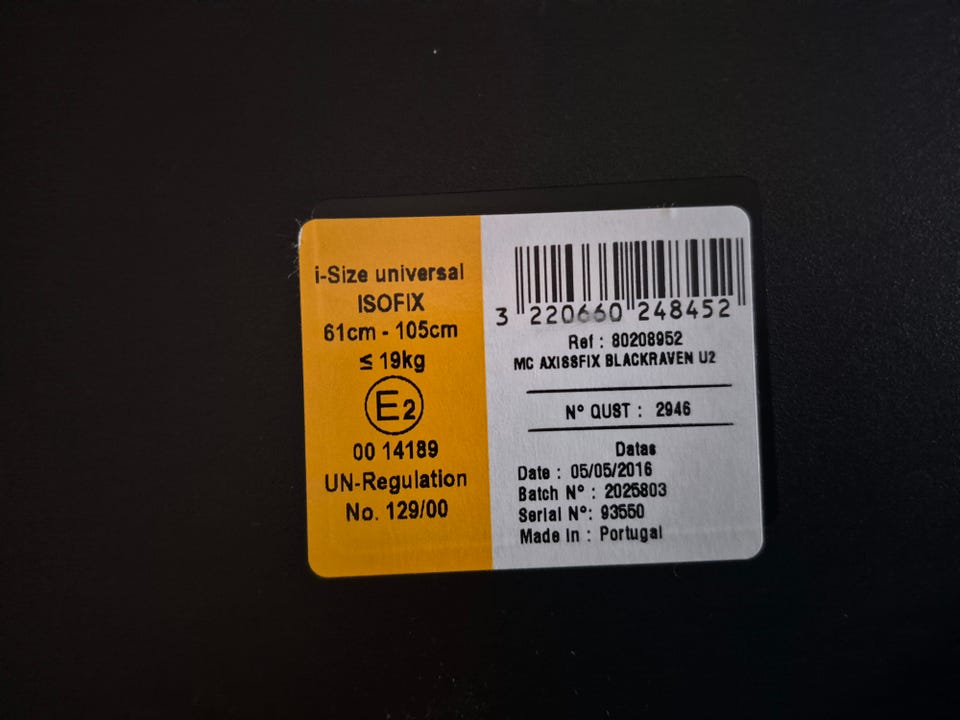 i-Size universal
ISOFIX
61cm - 105cm
≤ 19kg
E2
00 14189
UN-Regulation
No. 129/00
3 220660 248452
Ref : 80208952
MC AXISSFIX BLACKRAVEN U2
N° QUST : 2946
Datas
Date : 05/05/2016
Batch N° : 2025803
Serial N°: 93550
Made in : Portugal